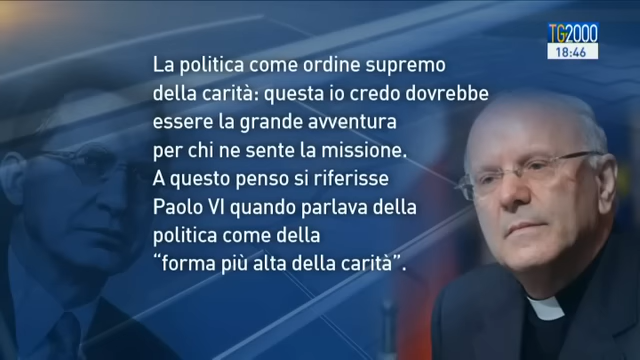 TG2000
18:46
La politica come ordine supremo
della carità: questa io credo dovrebbe
essere la grande avventura
per chi ne sente la missione.
A questo penso si riferisse
Paolo VI quando parlava della
politica come della
“forma più alta della carità”.